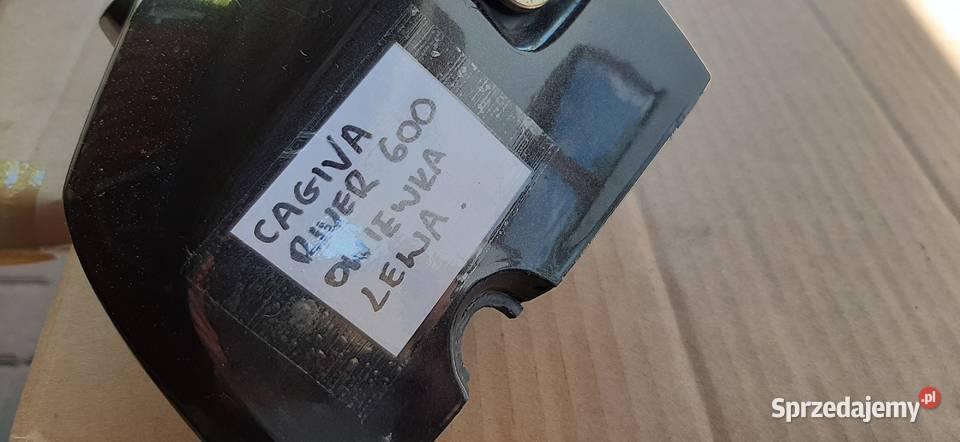 CAGIVA
RIVER 600
OWIEWKA
LEWA.
Sprzedajemy.pl